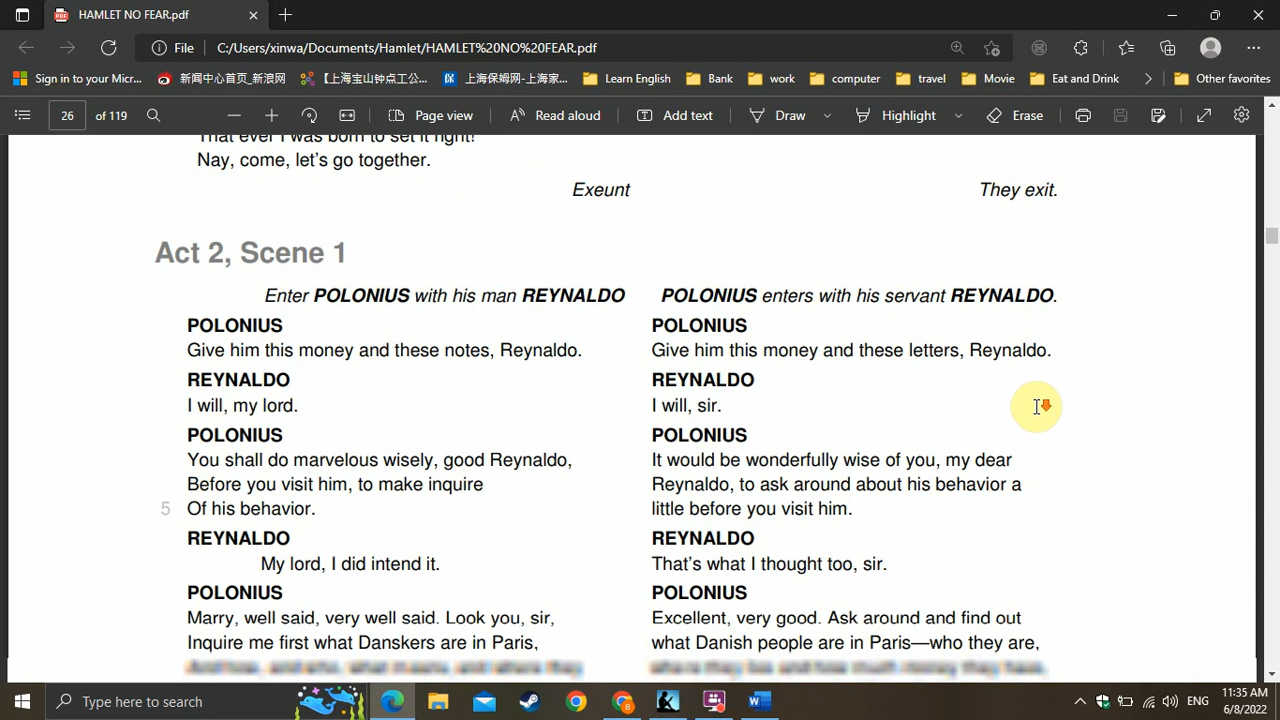 HAMLET NO FEAR.pdf
File
C:/Users/xinwa/Documents/Hamlet/HAMLET%20NO%20FEAR.pdf
Sign in to your Micr...
新闻中心首页_新浪网
【上海宝山钟点工公...
上海保姆网-上海家...
Learn English
Bank
work
computer
travel
Movie
Eat and Drink
Other favorites
26 of 119
Page view
Read aloud
Add text
Draw
Highlight
Erase
That ever I was born to set it right!
Nay, come, let's go together.
Exeunt
They exit.
Act 2, Scene 1
Enter POLONIUS with his man REYNALDO
POLONIUS
Give him this money and these notes, Reynaldo.
REYNALDO
I will, my lord.
POLONIUS
You shall do marvelous wisely, good Reynaldo,
Before you visit him, to make inquire
5 Of his behavior.
REYNALDO
My lord, I did intend it.
POLONIUS
Marry, well said, very well said. Look you, sir,
Inquire me first what Danskers are in Paris,
POLONIUS enters with his servant REYNALDO.
POLONIUS
Give him this money and these letters, Reynaldo.
REYNALDO
I will, sir.
POLONIUS
It would be wonderfully wise of you, my dear
Reynaldo, to ask around about his behavior a
little before you visit him.
REYNALDO
That's what I thought too, sir.
POLONIUS
Excellent, very good. Ask around and find out
what Danish people are in Paris—who they are,
Type here to search
ENG
11:35 AM
6/8/2022